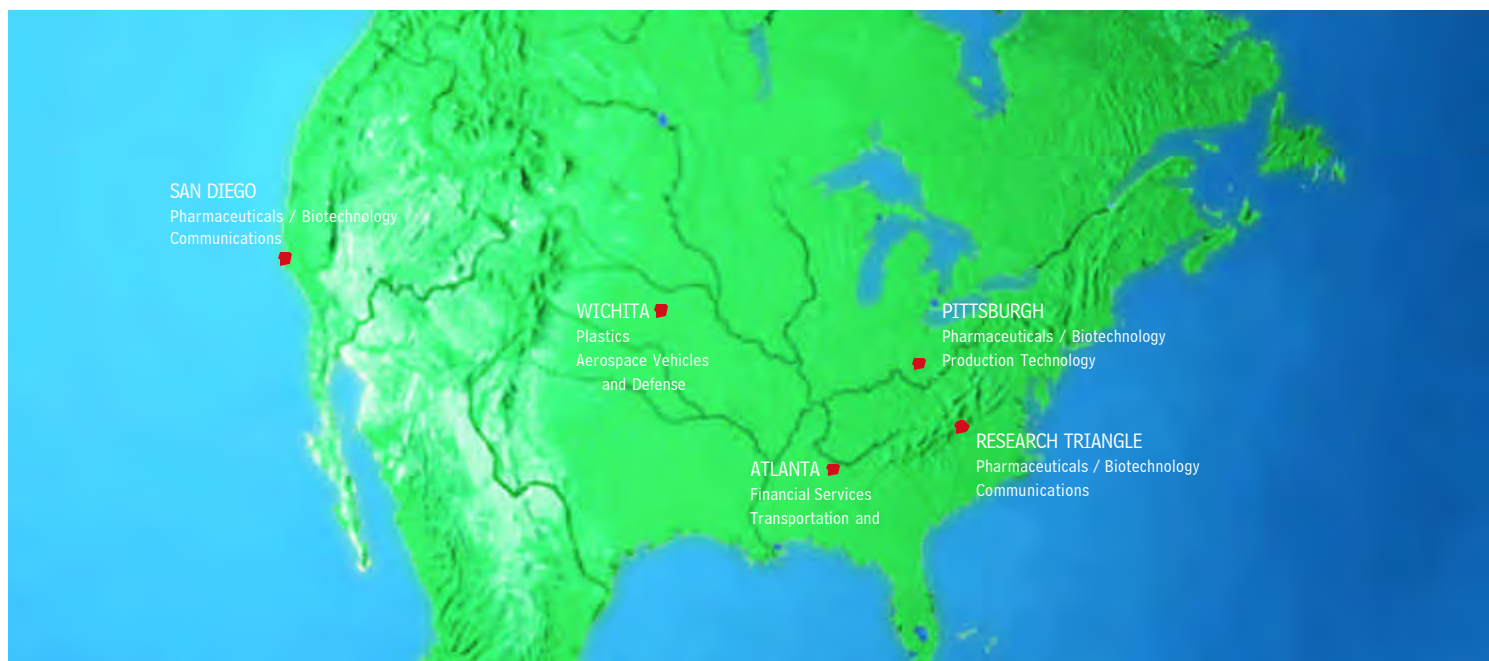 SAN DIEGO
Pharmaceuticals / Biotechnology
Communications
WICHITA
Plastics
Aerospace Vehicles
and Defense
PITTSBURGH
Pharmaceuticals / Biotechnology
Production Technology
RESEARCH TRIANGLE
Pharmaceuticals / Biotechnology
Communications
ATLANTA
Financial Services
Transportation and